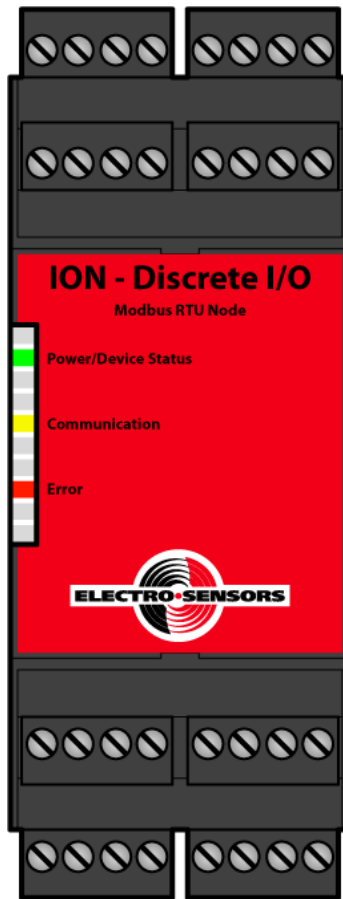 ION - Discrete I/O
Modbus RTU Node
Power/Device Status
Communication
Error
ELECTRO•SENSORS